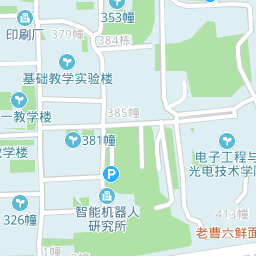 353幢
印刷厂
379幢
384栋
基础教学实验楼
385幢
一教学楼
381幢
教学楼
电子工程与
光电技术学院
P
智能机器人
研究所
326幢
413幢
老曹六鲜面
1幢